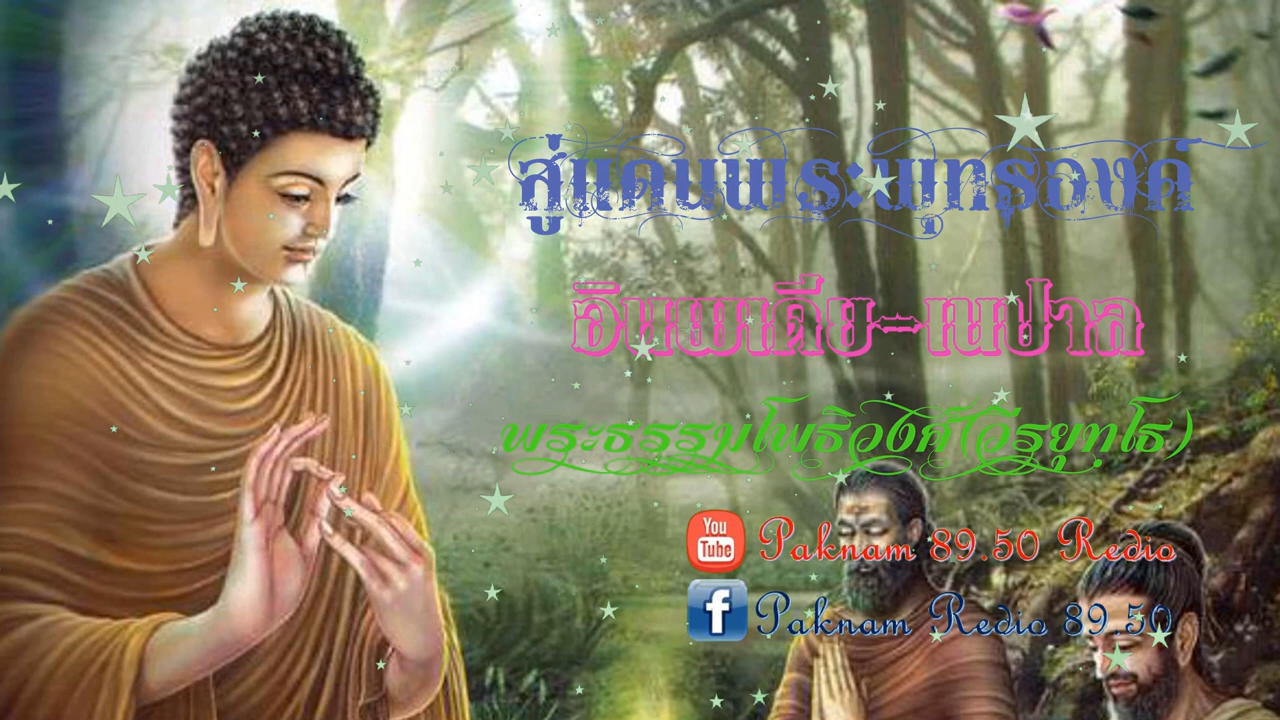 สู่แดนพระพุทธองค์
อินเดีย-เนปาล
พระธรรมโพธิวงศ์(วีรยุทฺโธ)
You Tube Paknam 89.50 Redio
f Paknam Redio 89.50